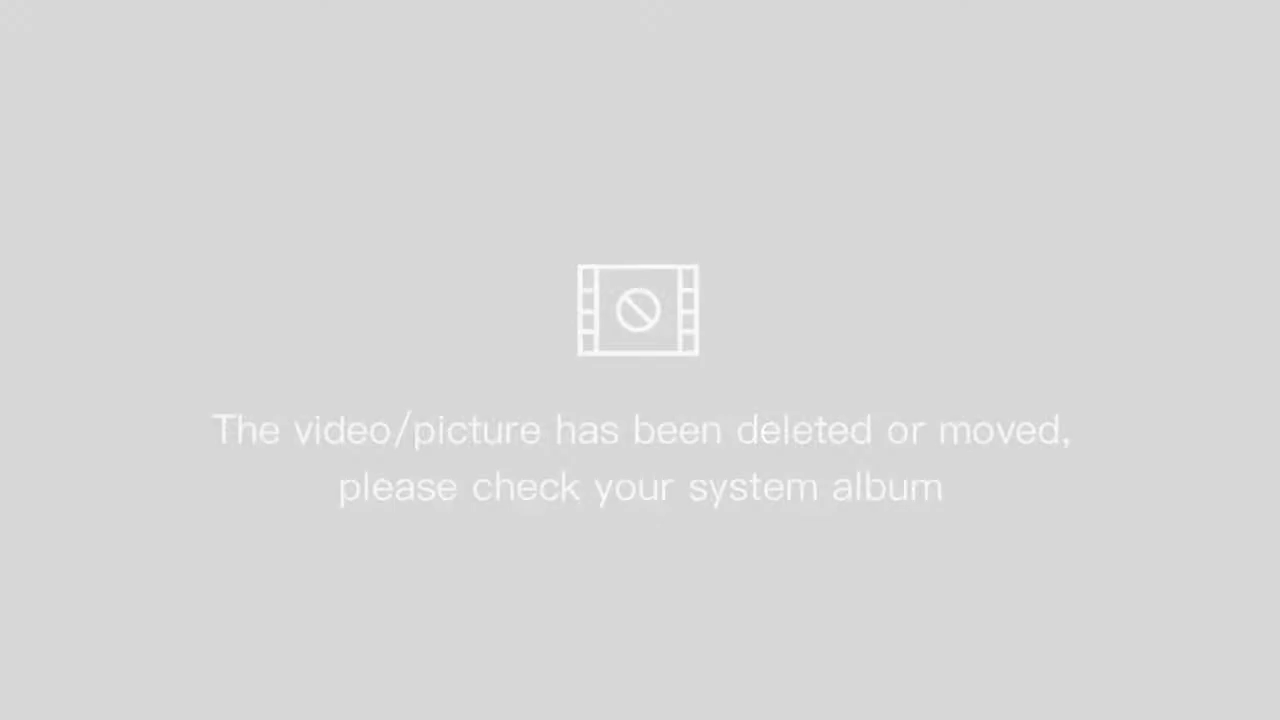 The video/picture has been deleted or moved,
please check your system album